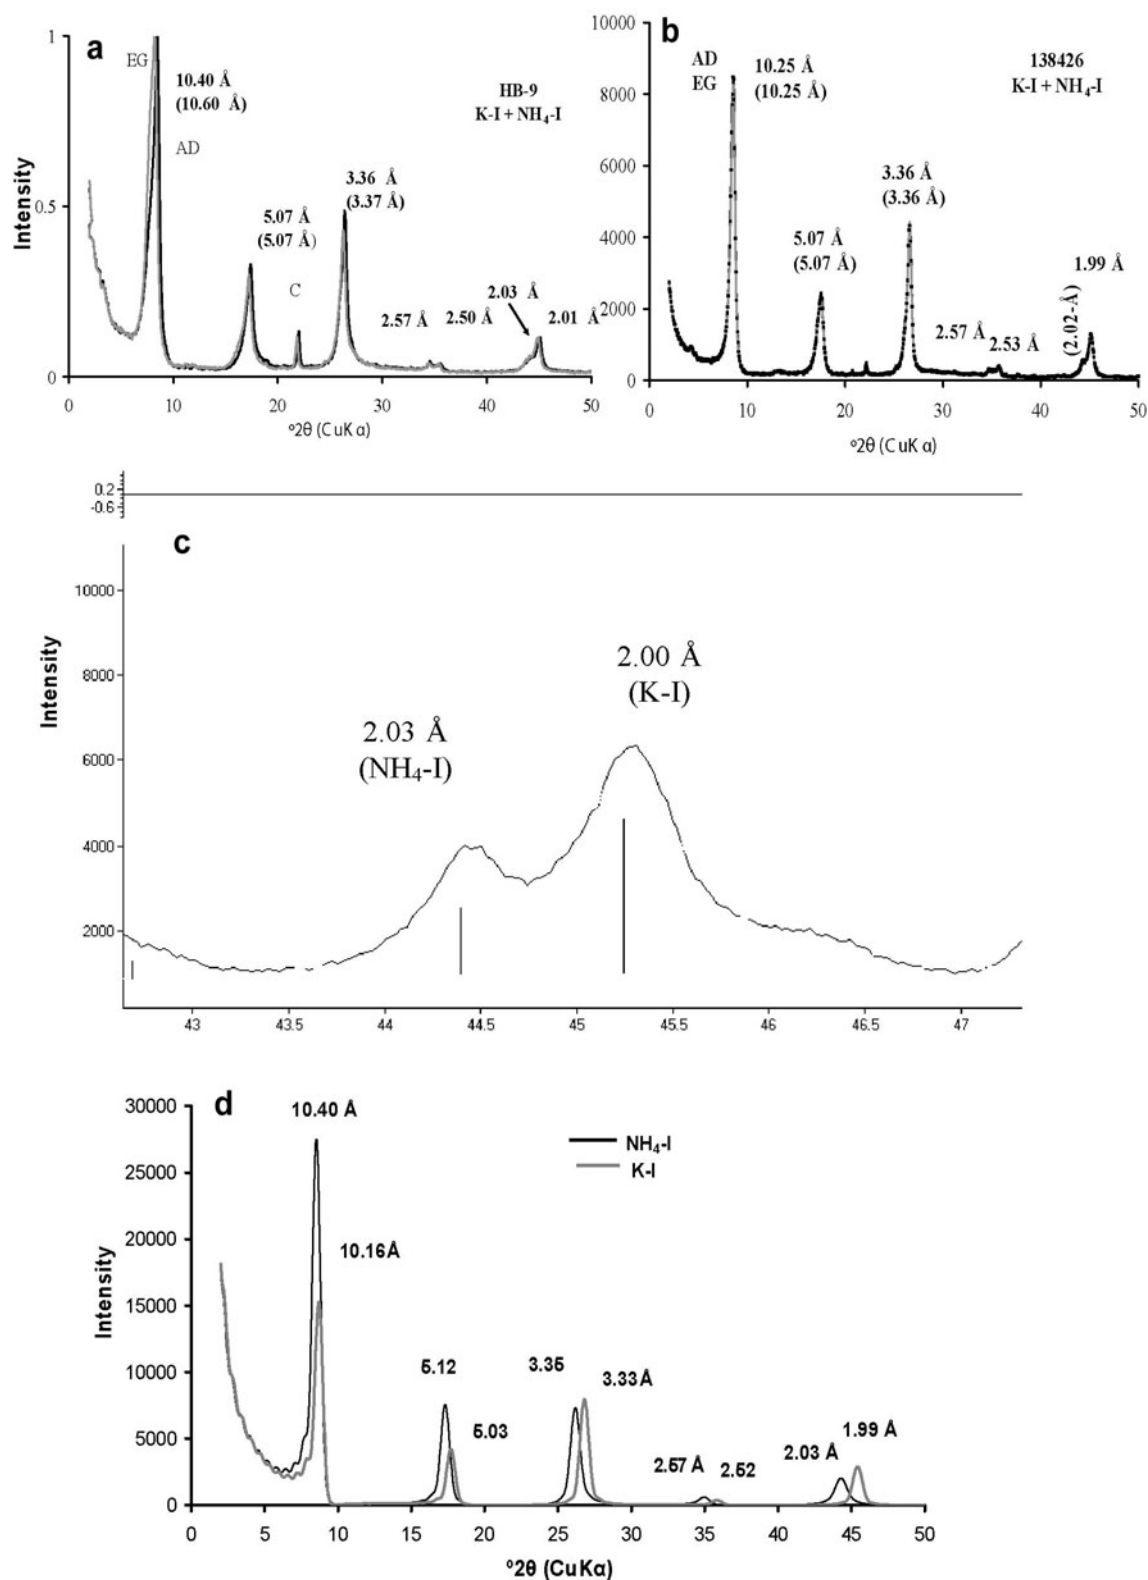 a
EG
10.40 Å
(10.60 Å)
AD
HB-9
K-I + NH₄-I
3.36 Å
(3.37 Å)
5.07 Å
(5.07 Å)
C
2.03 Å
2.57 Å
2.50 Å
2.01 Å
Intensity
1
0.5
0
0 10 20 30 40 50
º2θ (CuKα)
b
AD
EG
10.25 Å
(10.25 Å)
138426
K-I + NH₄-I
3.36 Å
(3.36 Å)
5.07 Å
(5.07 Å)
1.99 Å
(2.02-Å)
2.57 Å
2.53 Å
10000
8000
6000
4000
2000
0
0 10 20 30 40 50
º2θ (CuKα)
0.2
-0.6
c
Intensity
10000
8000
6000
4000
2000
2.00 Å
(K-I)
2.03 Å
(NH₄-I)
43 43.5 44 44.5 45 45.5 46 46.5 47
d
10.40 Å
NH₄-I
K-I
10.16Å
5.12
5.03
3.35
3.33Å
2.57Å
2.52
2.03 Å
1.99 Å
Intensity
30000
25000
20000
15000
10000
5000
0
0 5 10 15 20 25 30 35 40 45 50
º2θ (CuKα)